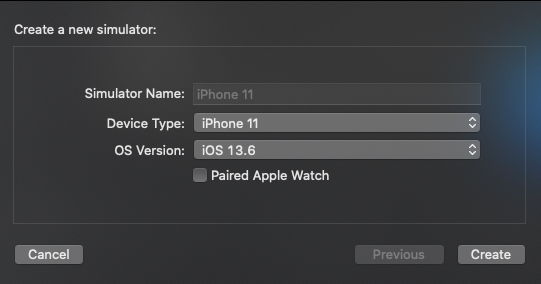 Create a new simulator:
Simulator Name: iPhone 11
Device Type: iPhone 11
OS Version: iOS 13.6
Paired Apple Watch
Cancel Previous Create